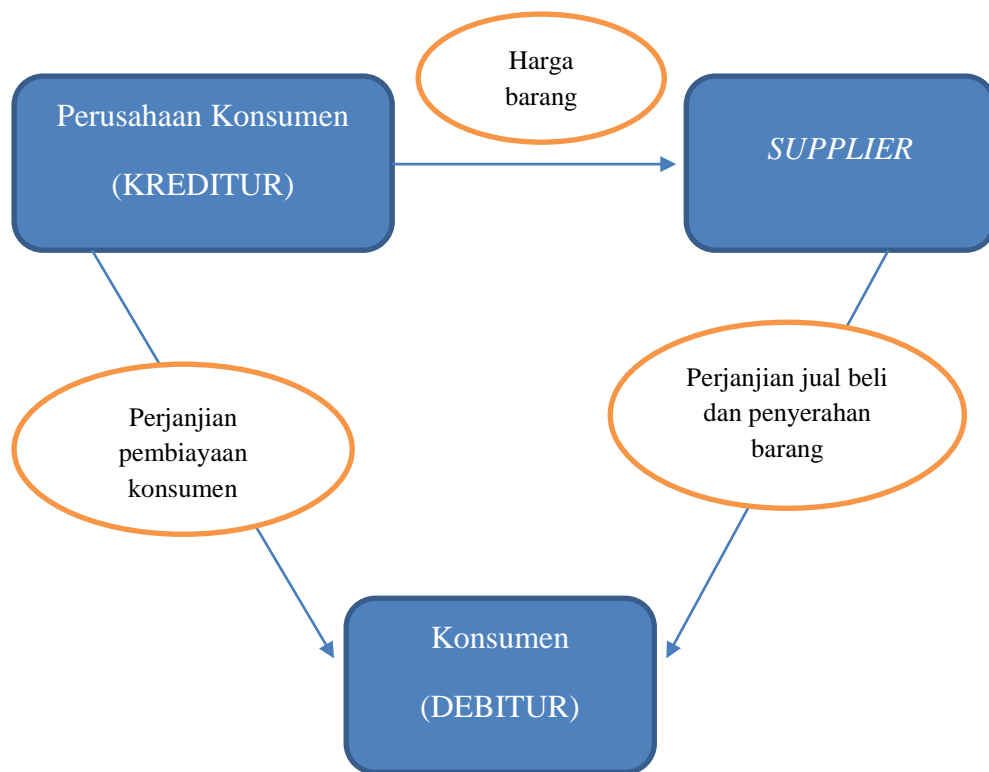 Harga
barang
Perusahaan Konsumen
(KREDITUR)
SUPPLIER
Perjanjian
pembiayaan
konsumen
Perjanjian jual beli
dan penyerahan
barang
Konsumen
(DEBITUR)